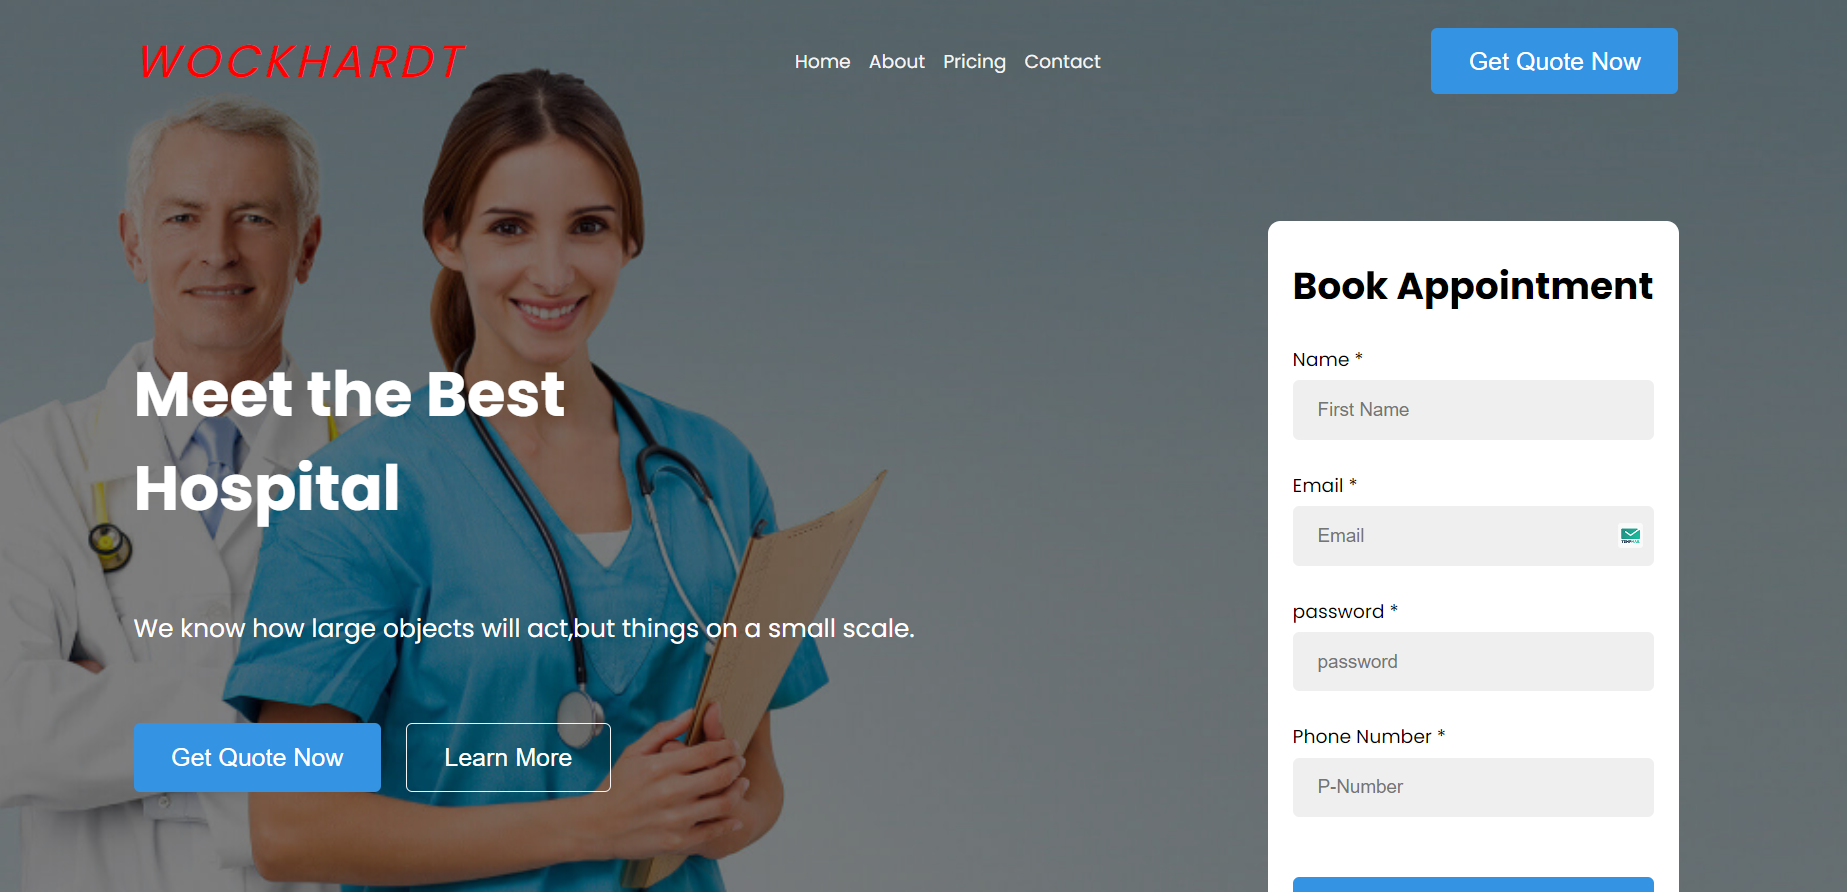 WOCKHARDT
Home About Pricing Contact
Get Quote Now
Meet the Best
Hospital
We know how large objects will act,but things on a small scale.
Get Quote Now
Learn More
Book Appointment
Name *
First Name
Email *
Email
password *
password
Phone Number *
P-Number